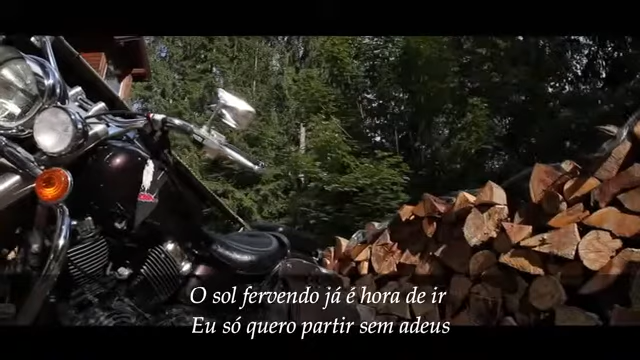 O sol fervendo já é hora de ir
Eu só quero partir sem adeus